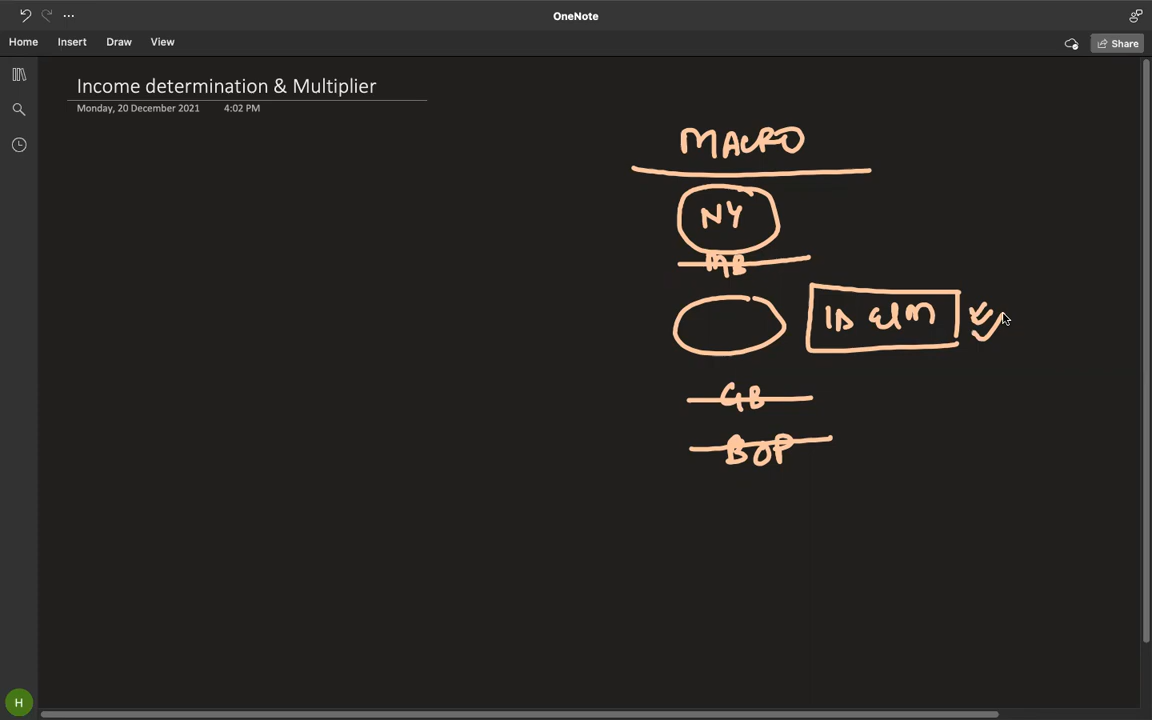 OneNote
Home Insert Draw View
Share
Income determination & Multiplier
Monday, 20 December 2021 4:02 PM
MACRO
NY
MB
ID & M
GB
BOP
H